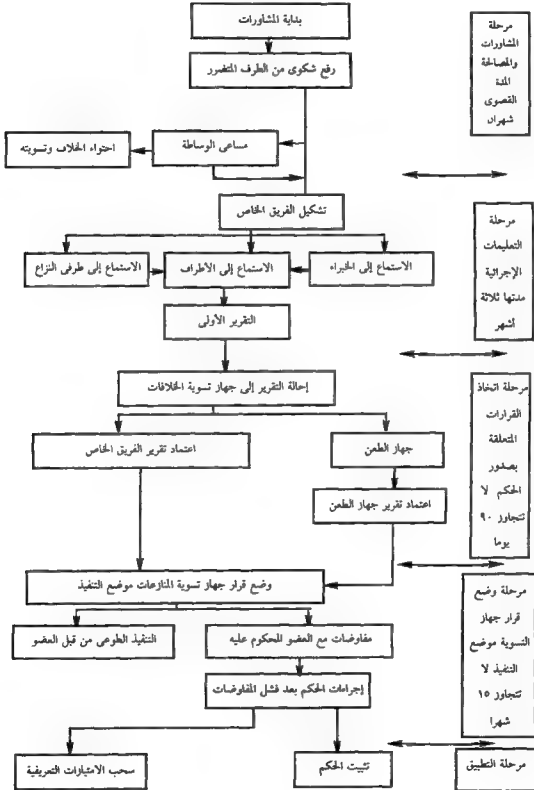 بداية المشاورات
رفع شكوى من الطرف المتضرر
مرحلة
المشاورات
والمصالحة
المدة
القصوى
شهران
مساعى الوساطة
احتواء الخلاف وتسويته
تشكيل الفريق الخاص
الاستماع إلى الخبراء
الاستماع إلى الأطراف
الاستماع إلى طرفى النزاع
التقرير الأولى
مرحلة
التعليمات
الإجرائية
مدتها ثلاثة
أشهر
إحالة التقرير إلى جهاز تسوية الخلافات
جهاز الطعن
اعتماد تقرير الفريق الخاص
اعتماد تقرير جهاز الطعن
مرحلة اتخاذ
القرارات
المتعلقة
بصدور
الحكم لا
تتجاوز ٩٠
يوما
وضع قرار جهاز تسوية المنازعات موضع التنفيذ
مفاوضات مع العضو المحكوم عليه
التنفيذ الطوعى من قبل العضو
إجراءات الحكم بعد فشل المفاوضات
مرحلة وضع
قرار جهاز
التسوية موضع
التنفيذ لا
تتجاوز ١٥
شهرا
تثبيت الحكم
سحب الامتيازات التعريفية
مرحلة التطبيق